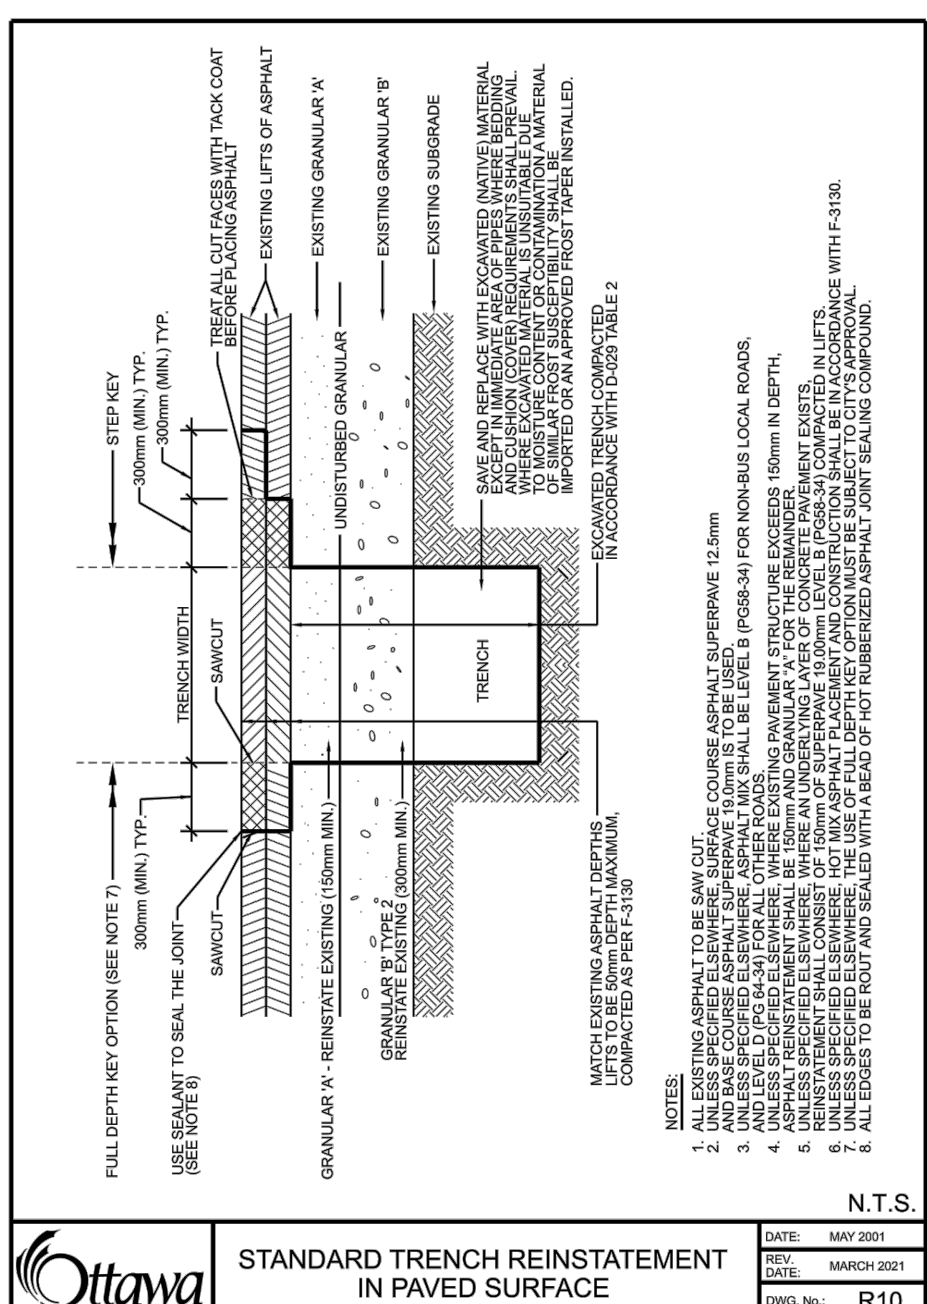 FULL DEPTH KEY OPTION (SEE NOTE 7)
STEP KEY
300mm (MIN.) TYP.
TRENCH WIDTH
300mm (MIN.) TYP.
300mm (MIN.) TYP.
USE SEALANT TO SEAL THE JOINT
(SEE NOTE 8)
SAWCUT
SAWCUT
TREAT ALL CUT FACES WITH TACK COAT
BEFORE PLACING ASPHALT
EXISTING LIFTS OF ASPHALT
EXISTING GRANULAR 'A'
UNDISTURBED GRANULAR
EXISTING GRANULAR 'B'
EXISTING SUBGRADE
GRANULAR 'A' - REINSTATE EXISTING (150mm MIN.)
GRANULAR 'B' TYPE 2
REINSTATE EXISTING (300mm MIN.)
TRENCH
SAVE AND REPLACE WITH EXCAVATED (NATIVE) MATERIAL
EXCEPT IN IMMEDIATE AREA OF PIPES WHERE BEDDING
AND CUSHION (COVER) REQUIREMENTS SHALL PREVAIL.
WHERE EXCAVATED MATERIAL IS UNSUITABLE DUE
TO MOISTURE CONTENT OR CONTAMINATION A MATERIAL
OF SIMILAR FROST SUSCEPTIBILITY SHALL BE
IMPORTED OR AN APPROVED FROST TAPER INSTALLED.
MATCH EXISTING ASPHALT DEPTHS
LIFTS TO BE 50mm DEPTH MAXIMUM,
COMPACTED AS PER F-3130
EXCAVATED TRENCH COMPACTED
IN ACCORDANCE WITH D-029 TABLE 2
NOTES:
1. ALL EXISTING ASPHALT TO BE SAW CUT.
2. UNLESS SPECIFIED ELSEWHERE, SURFACE COURSE ASPHALT SUPERPAVE 12.5mm
AND BASE COURSE ASPHALT SUPERPAVE 19.0mm IS TO BE USED.
3. UNLESS SPECIFIED ELSEWHERE, ASPHALT MIX SHALL BE LEVEL B (PG58-34) FOR NON-BUS LOCAL ROADS,
AND LEVEL D (PG 64-34) FOR ALL OTHER ROADS.
4. UNLESS SPECIFIED ELSEWHERE, WHERE EXISTING PAVEMENT STRUCTURE EXCEEDS 150mm IN DEPTH,
ASPHALT REINSTATEMENT SHALL BE 150mm AND GRANULAR "A" FOR THE REMAINDER.
5. UNLESS SPECIFIED ELSEWHERE, WHERE AN UNDERLYING LAYER OF CONCRETE PAVEMENT EXISTS,
REINSTATEMENT SHALL CONSIST OF 150mm OF SUPERPAVE 19.00mm LEVEL B (PG58-34) COMPACTED IN LIFTS.
6. UNLESS SPECIFIED ELSEWHERE, HOT MIX ASPHALT PLACEMENT AND CONSTRUCTION SHALL BE IN ACCORDANCE WITH F-3130.
7. UNLESS SPECIFIED ELSEWHERE, THE USE OF FULL DEPTH KEY OPTION MUST BE SUBJECT TO CITY'S APPROVAL.
8. ALL EDGES TO BE ROUT AND SEALED WITH A BEAD OF HOT RUBBERIZED ASPHALT JOINT SEALING COMPOUND.
N.T.S.
Ottawa
STANDARD TRENCH REINSTATEMENT
IN PAVED SURFACE
DATE: MAY 2001
REV.
DATE: MARCH 2021
DWG. No.: R10